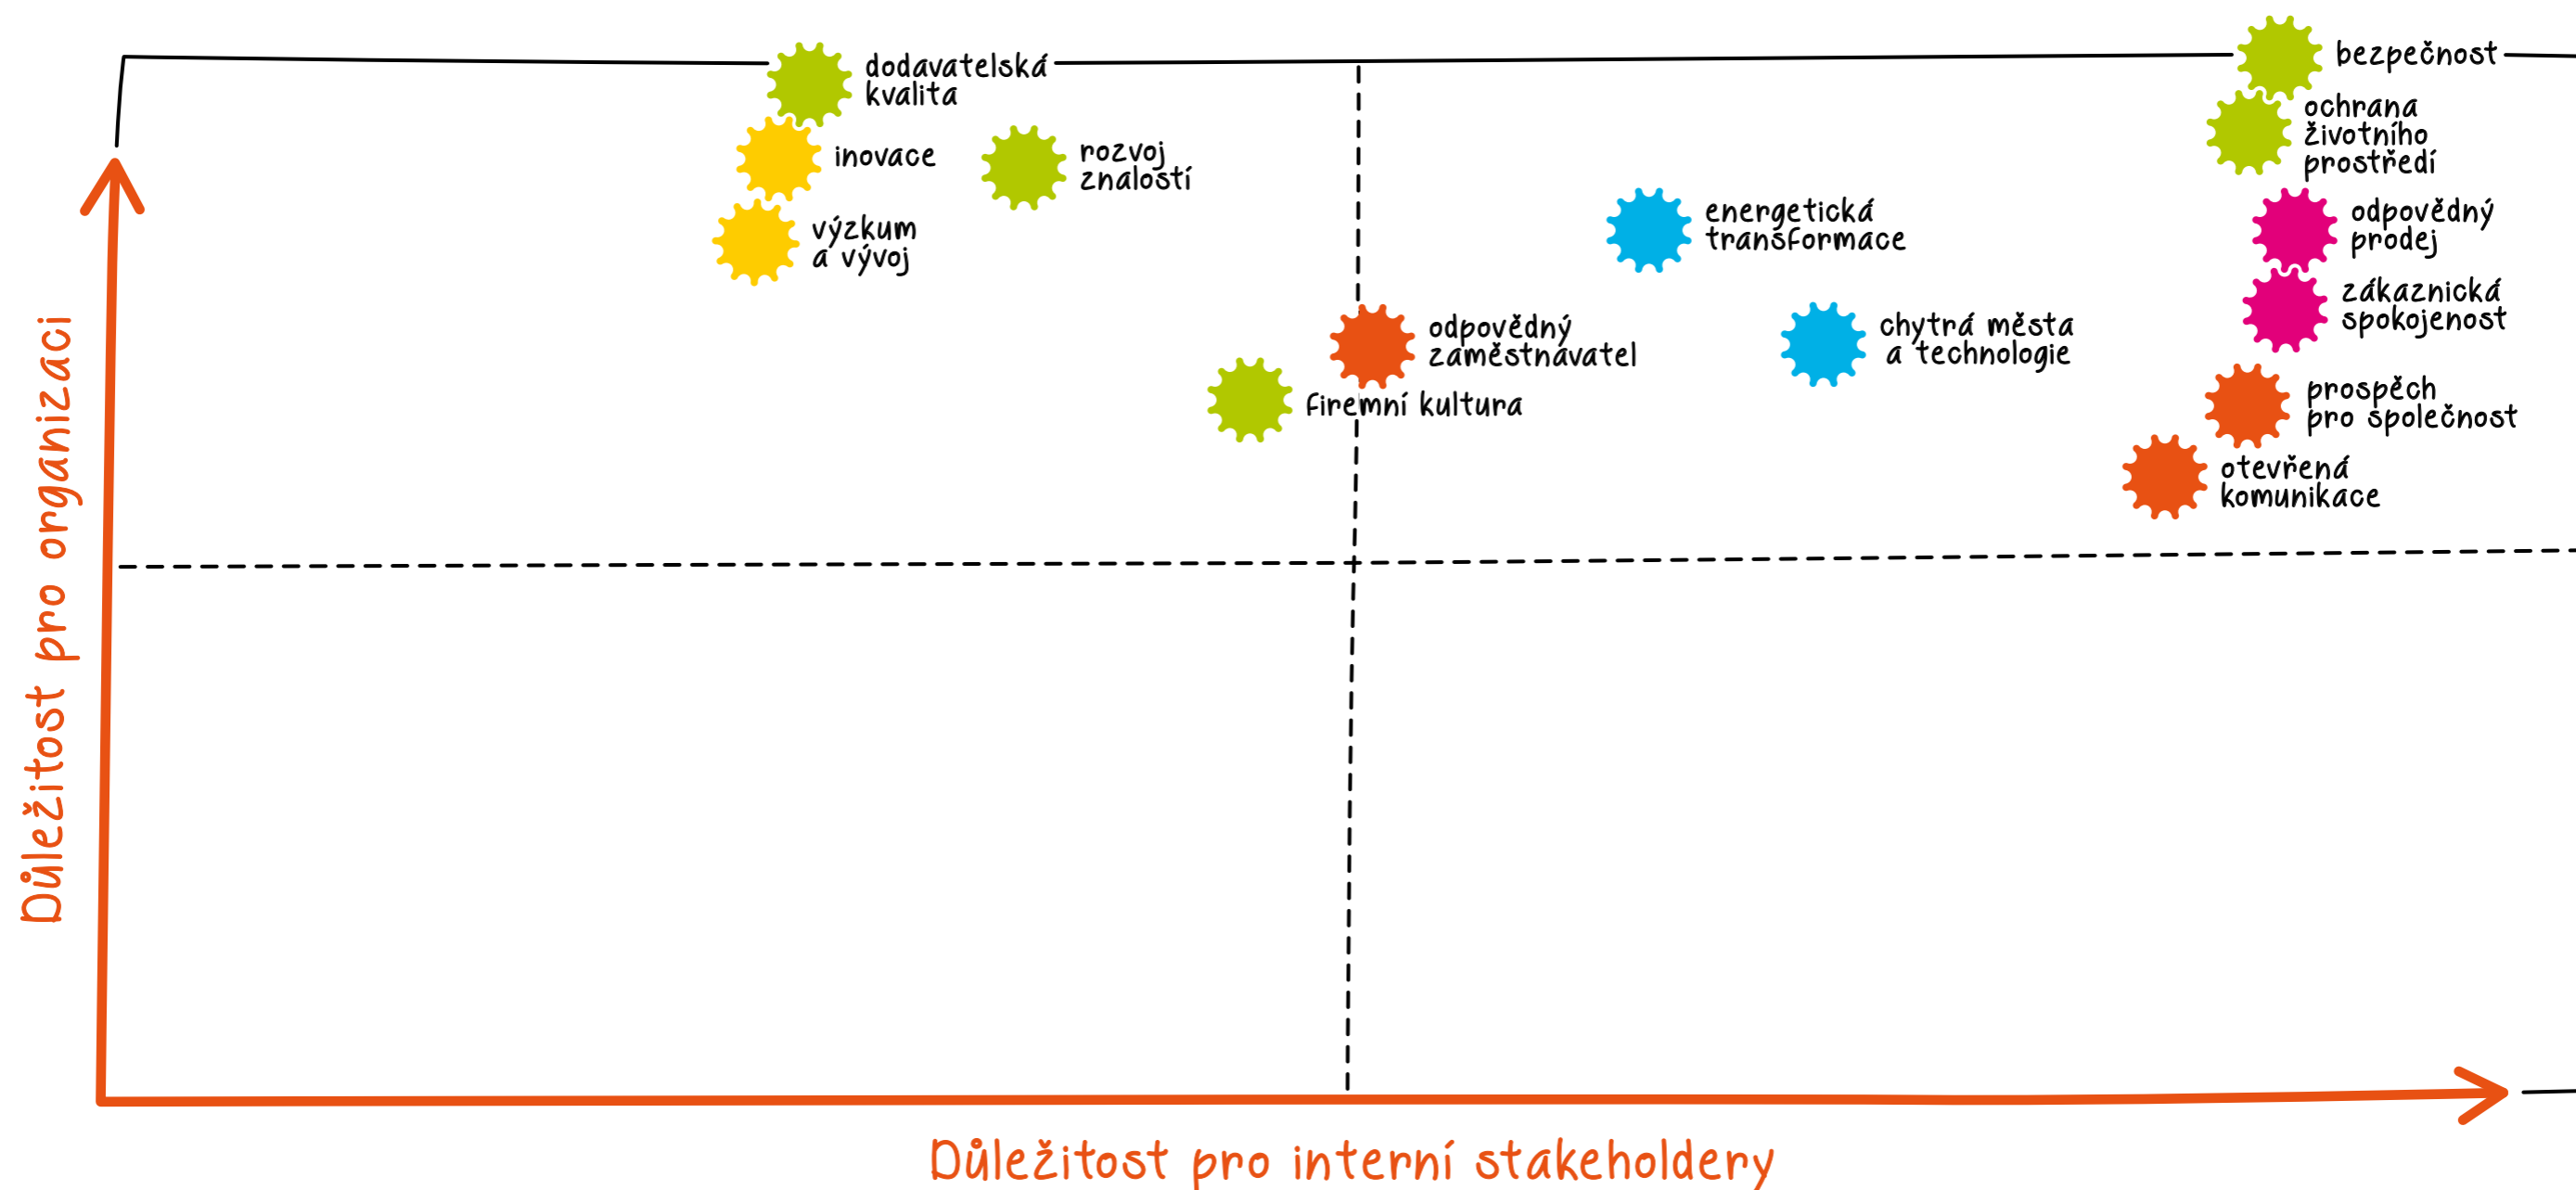 dodavatelská
kvalita
inovace
rozvoj
znalostí
výzkum
a vývoj
bezpečnost
ochrana
životního
prostředí
energetická
transformace
odpovědný
prodej
zákaznická
spokojenost
odpovědný
zaměstnavatel
chytrá města
a technologie
firemní kultura
prospěch
pro společnost
otevřená
komunikace
Důležitost pro organizaci
Důležitost pro interní stakeholdery